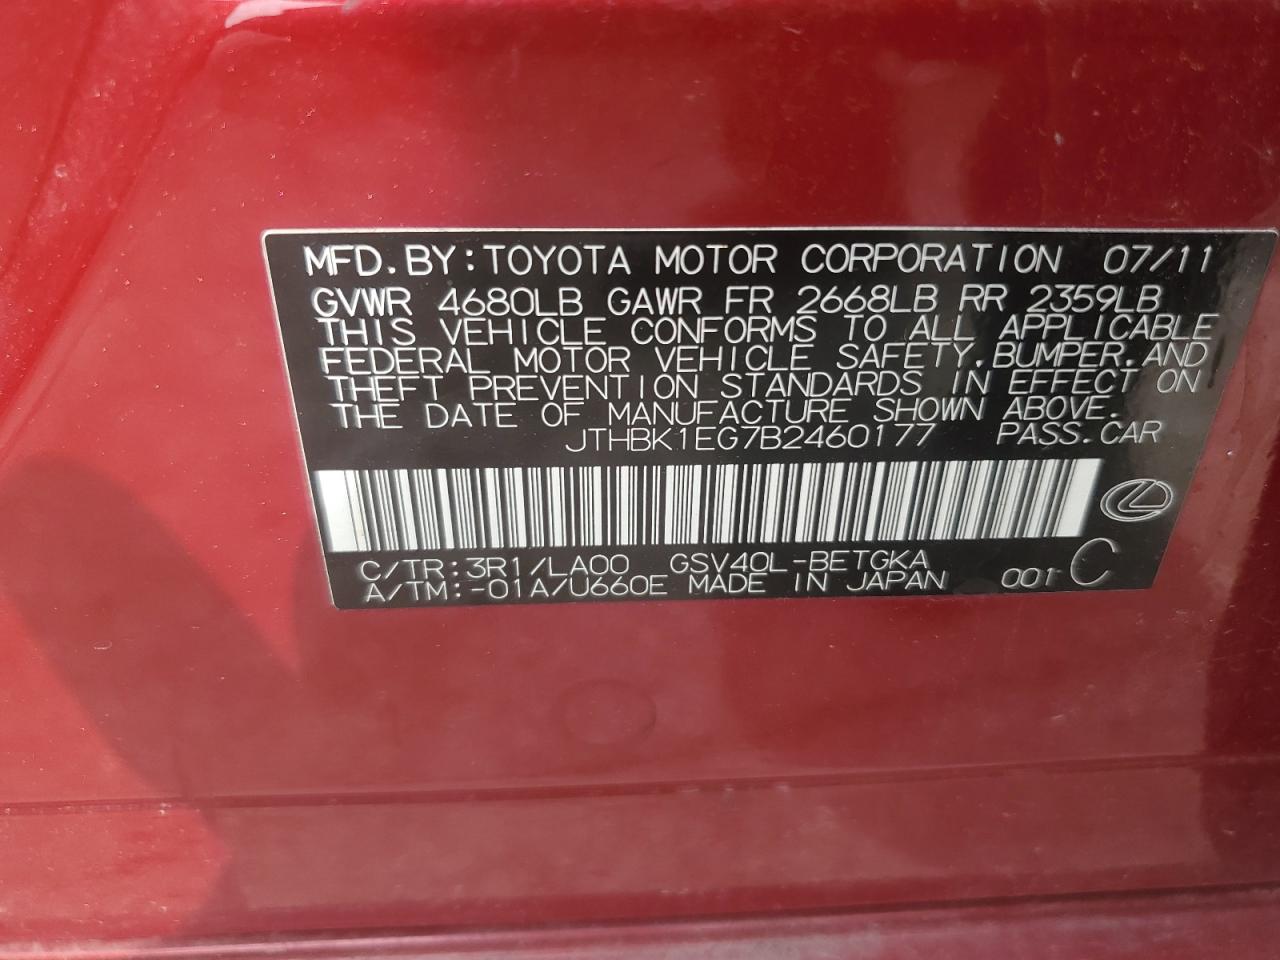 MFD. BY: TOYOTA MOTOR CORPORATION 07/11
GVWR 4680LB GAWR FR 2668LB RR 2359LB
THIS VEHICLE CONFORMS TO ALL APPLICABLE
FEDERAL MOTOR VEHICLE SAFETY, BUMPER, AND
THEFT PREVENTION STANDARDS IN EFFECT ON
THE DATE OF MANUFACTURE SHOWN ABOVE.
JTHBK1EG7B2460177 PASS. CAR
C/TR: 3R1/LA00 GSV40L-BETGKA
A/TM: -01A/U660E MADE IN JAPAN 001- C